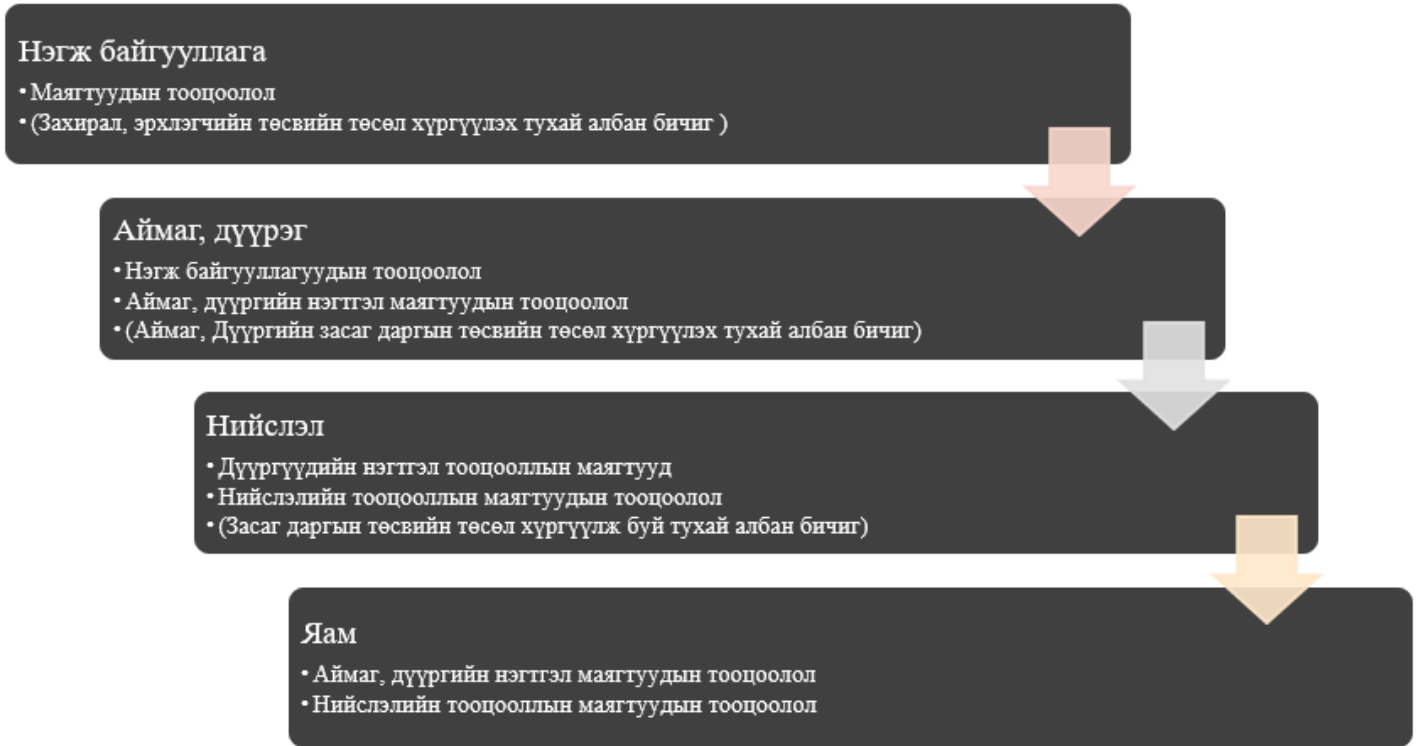 Нэгж байгууллага
• Маягтуудын тооцоолол
• (Захирал, эрхлэгчийн төсвийн төсөл хүргүүлэх тухай албан бичиг )
Аймаг, дүүрэг
• Нэгж байгууллагуудын тооцоолол
• Аймаг, дүүргийн нэгтгэл маягтуудын тооцоолол
• (Аймаг, Дүүргийн засаг даргын төсвийн төсөл хүргүүлэх тухай албан бичиг)
Нийслэл
• Дүүргүүдийн нэгтгэл тооцооллын маягтууд
• Нийслэлийн тооцооллын маягтуудын тооцоолол
• (Засаг даргын төсвийн төсөл хүргүүлж буй тухай албан бичиг)
Яам
• Аймаг, дүүргийн нэгтгэл маягтуудын тооцоолол
• Нийслэлийн тооцооллын маягтуудын тооцоолол